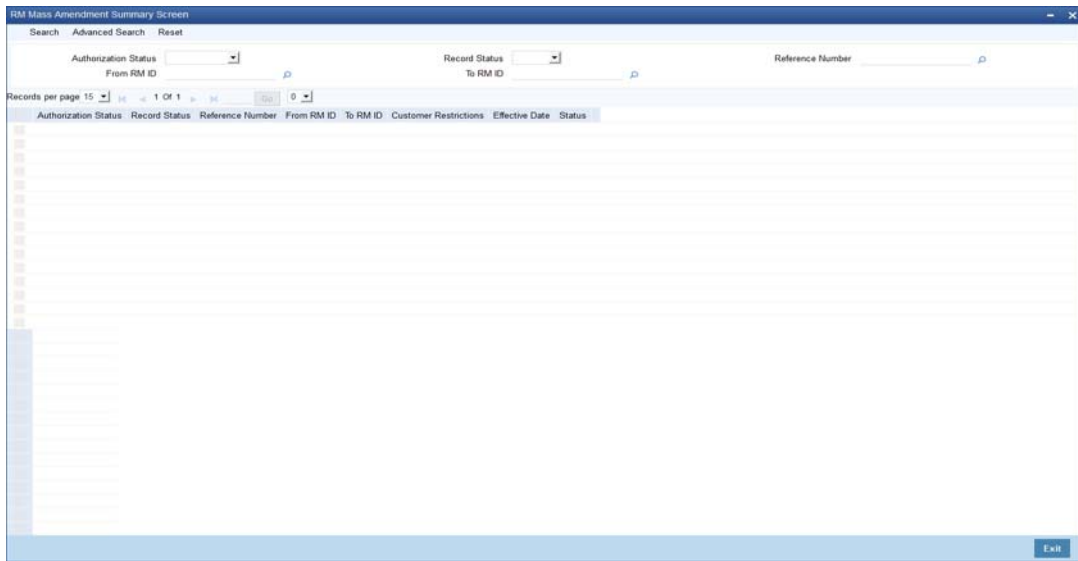 RM Mass Amendment Summary Screen
Search Advanced Search Reset
Authorization Status Record Status Reference Number
From RM ID To RM ID
Records per page 15 1 Of 1 Go 0
Authorization Status Record Status Reference Number From RM ID To RM ID Customer Restrictions Effective Date Status
Exit